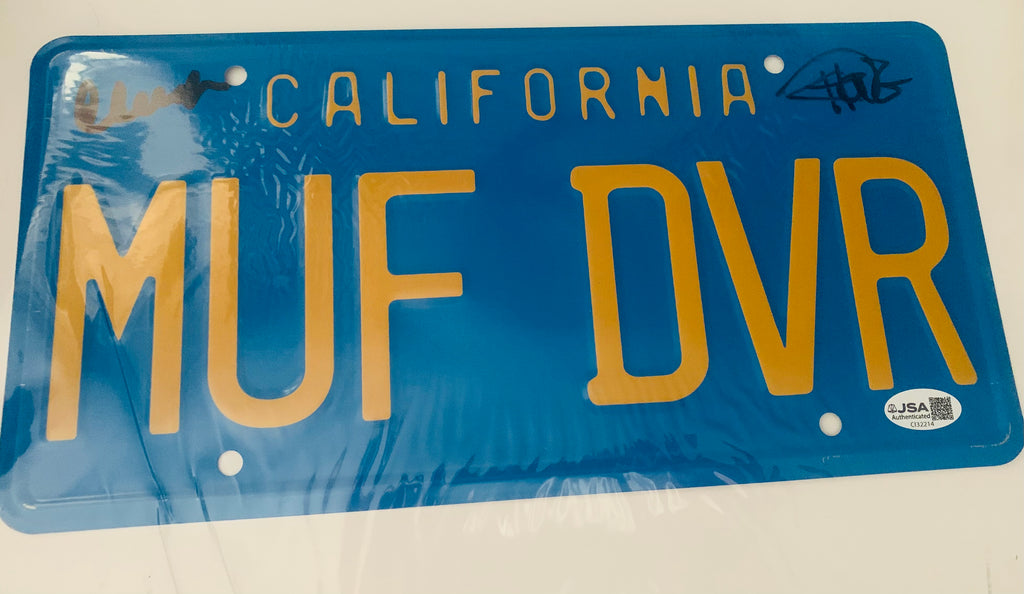 CALIFORNIA
MUF DVR
JSA
Authenticated
CI32214